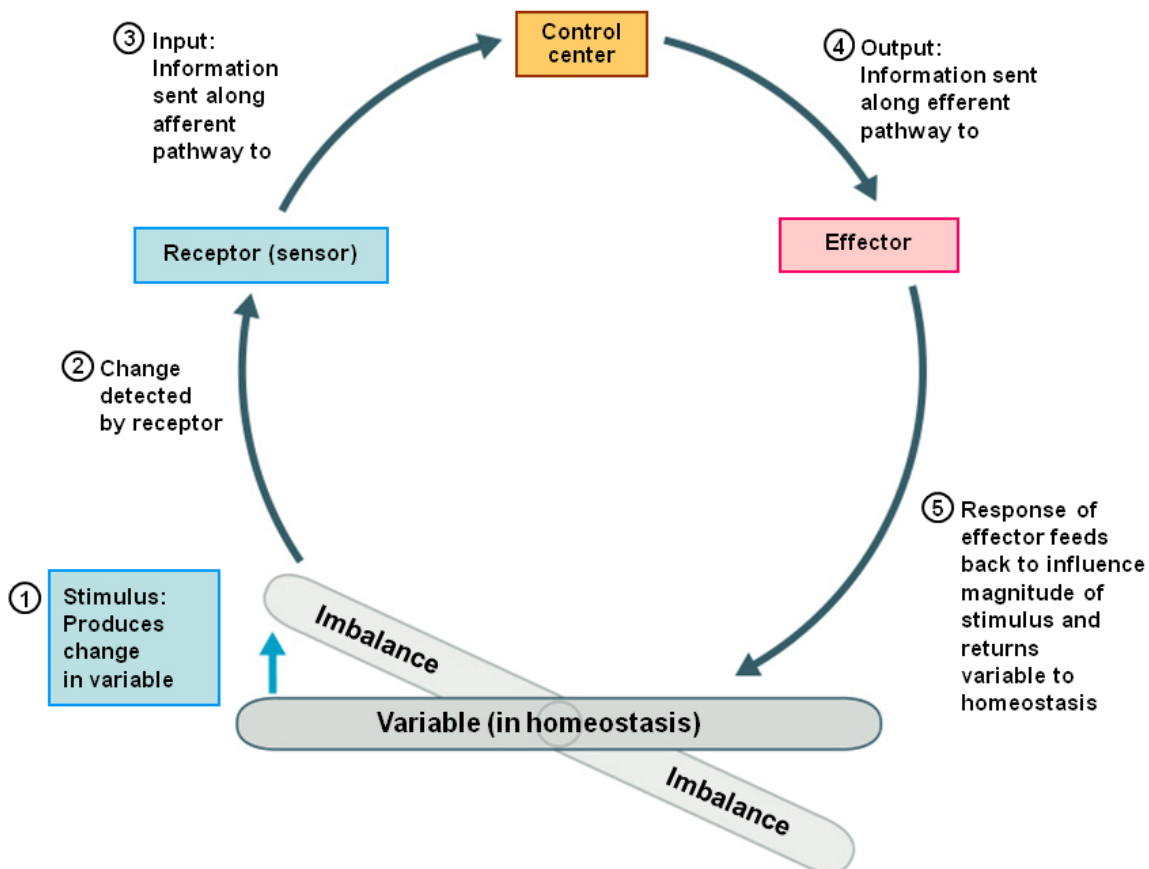 Control
center
3 Input:
Information
sent along
afferent
pathway to
4 Output:
Information sent
along efferent
pathway to
Receptor (sensor)
Effector
2 Change
detected
by receptor
5 Response of
effector feeds
back to influence
magnitude of
stimulus and
returns
variable to
homeostasis
1 Stimulus:
Produces
change
in variable
Imbalance
Variable (in homeostasis)
Imbalance